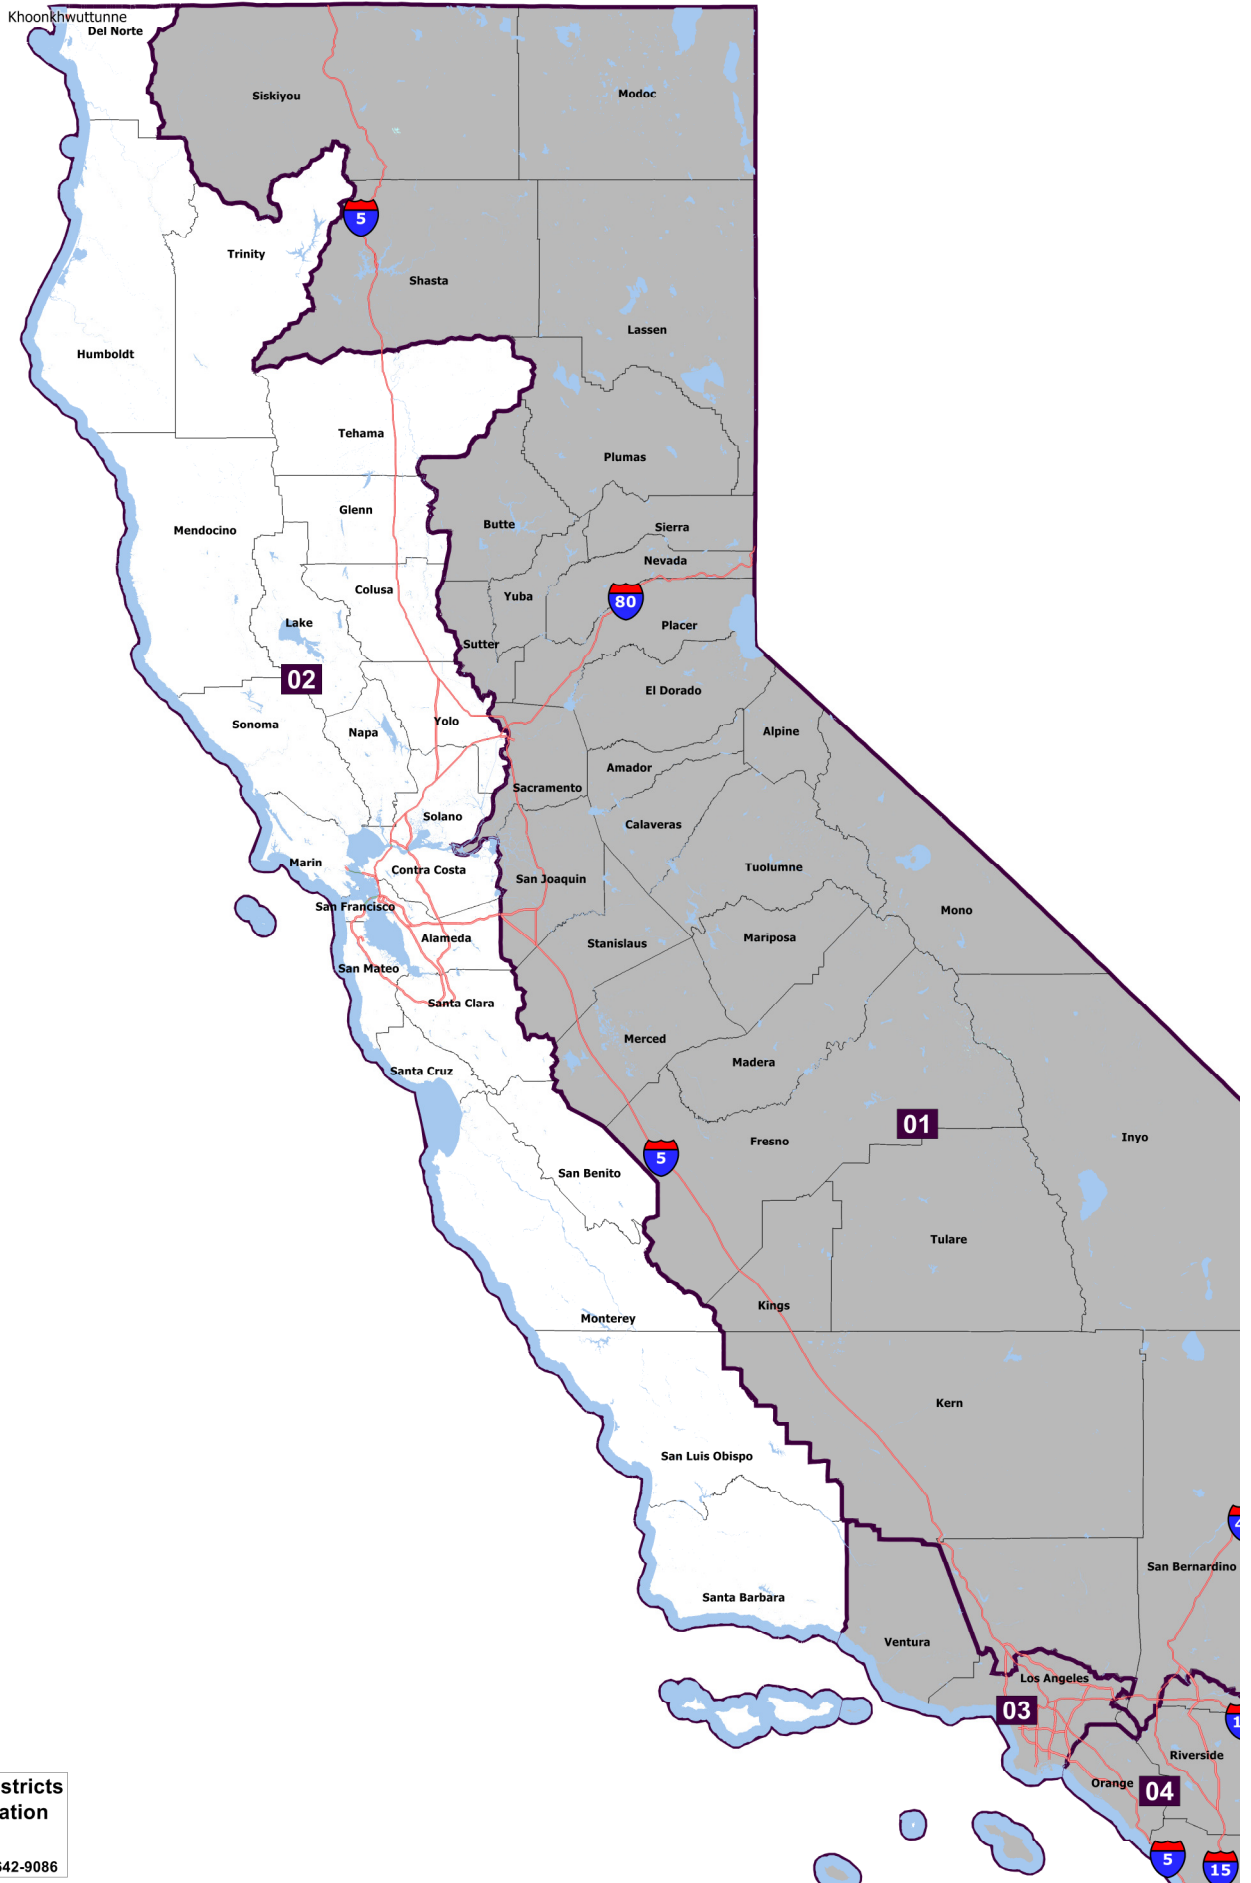 Khoonkhwuttunne
Del Norte
Siskiyou
Modoc
5
Trinity
Shasta
Lassen
Humboldt
Tehama
Plumas
Glenn
Butte
Sierra
Mendocino
Nevada
Colusa
Yuba
80
Lake
Placer
Sutter
02
El Dorado
Sonoma
Napa
Yolo
Alpine
Amador
Sacramento
Solano
Calaveras
Marin
Contra Costa
Tuolumne
San Joaquin
San Francisco
Mono
Alameda
Stanislaus
Mariposa
San Mateo
Santa Clara
Merced
Madera
Santa Cruz
01
Fresno
Inyo
5
San Benito
Tulare
Kings
Monterey
Kern
San Luis Obispo
4
San Bernardino
Santa Barbara
Ventura
Los Angeles
03
1
Riverside
Orange
04
stricts
ation
642-9086
5
15